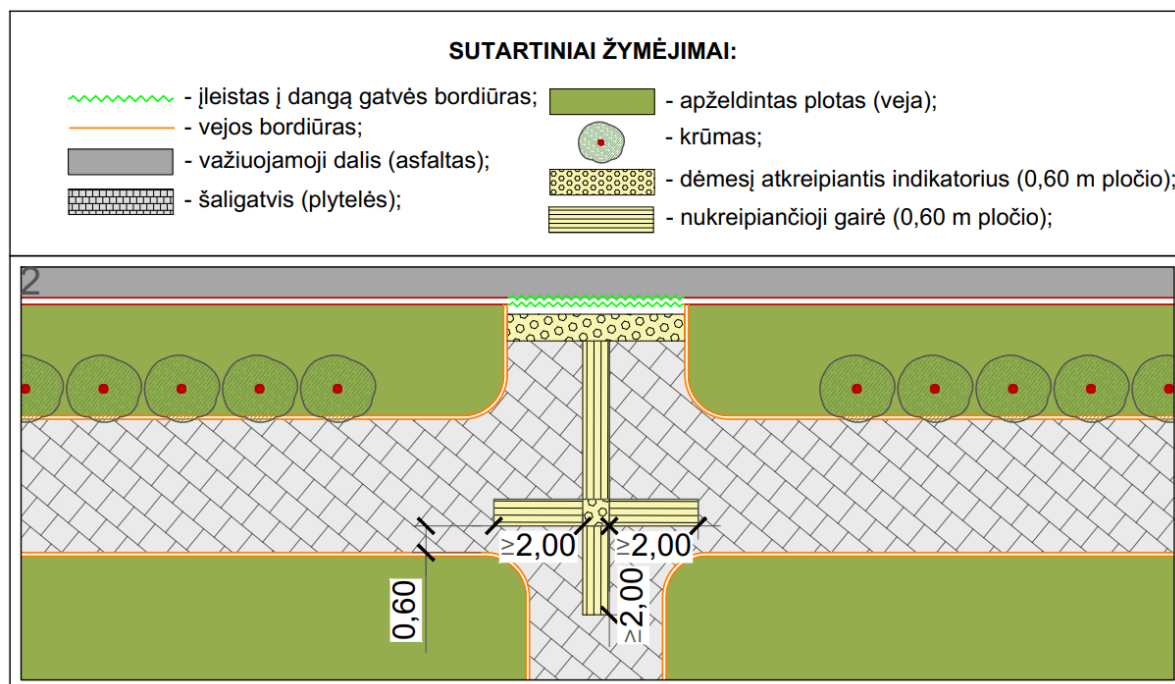 SUTARTINIAI ŽYMĖJIMAI:
- įleistas į dangą gatvės bordiūras;
- vejos bordiūras;
- važiuojamoji dalis (asfaltas);
- šaligatvis (plytelės);
- apželdintas plotas (veja);
- krūmas;
- dėmesį atkreipiantis indikatorius (0,60 m pločio);
- nukreipiančioji gairė (0,60 m pločio);
2
≥2,00
≥2,00
≥2,00
0,60